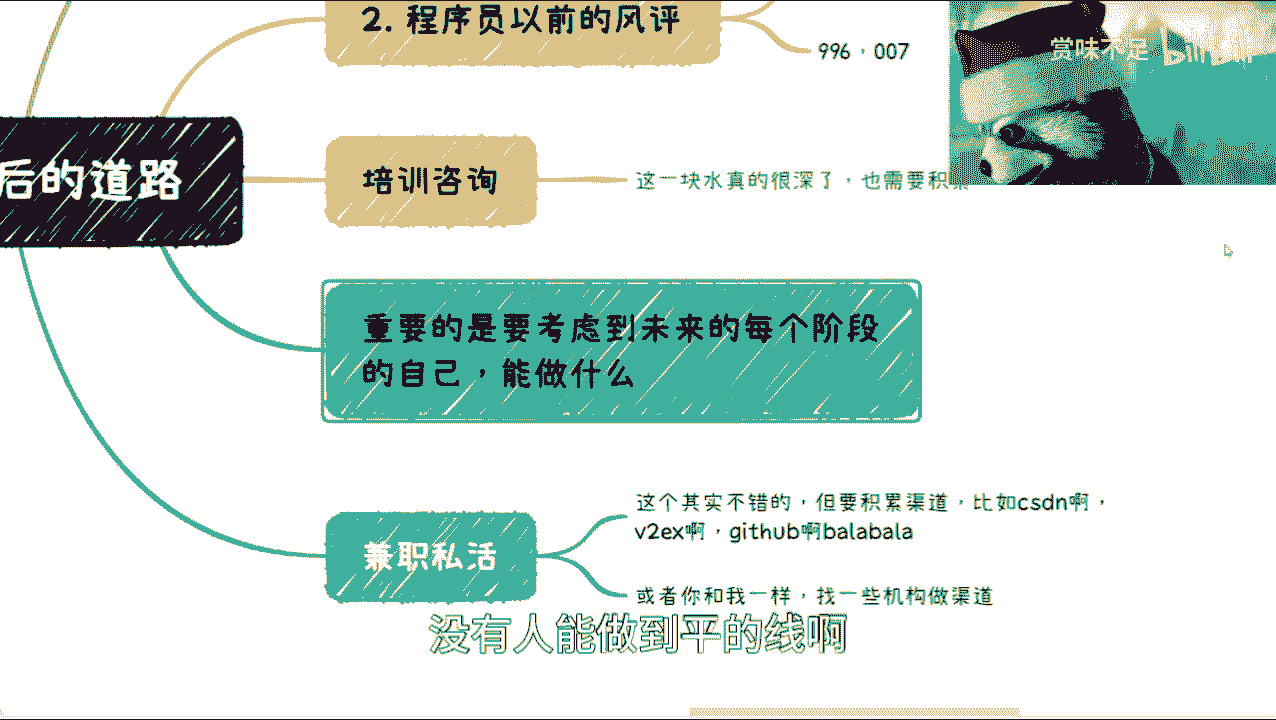 2. 程序员以前的风评
996，007
赏味不足 bilibili
后的道路
培训咨询
这一块水真的很深了，也需要积累
重要的是要考虑到未来的每个阶段
的自己，能做什么
兼职私活
这个其实不错的，但要积累渠道，比如csdn啊，
v2ex啊，github啊balabala
或者你和我一样，找一些机构做渠道
没有人能做到平的线啊